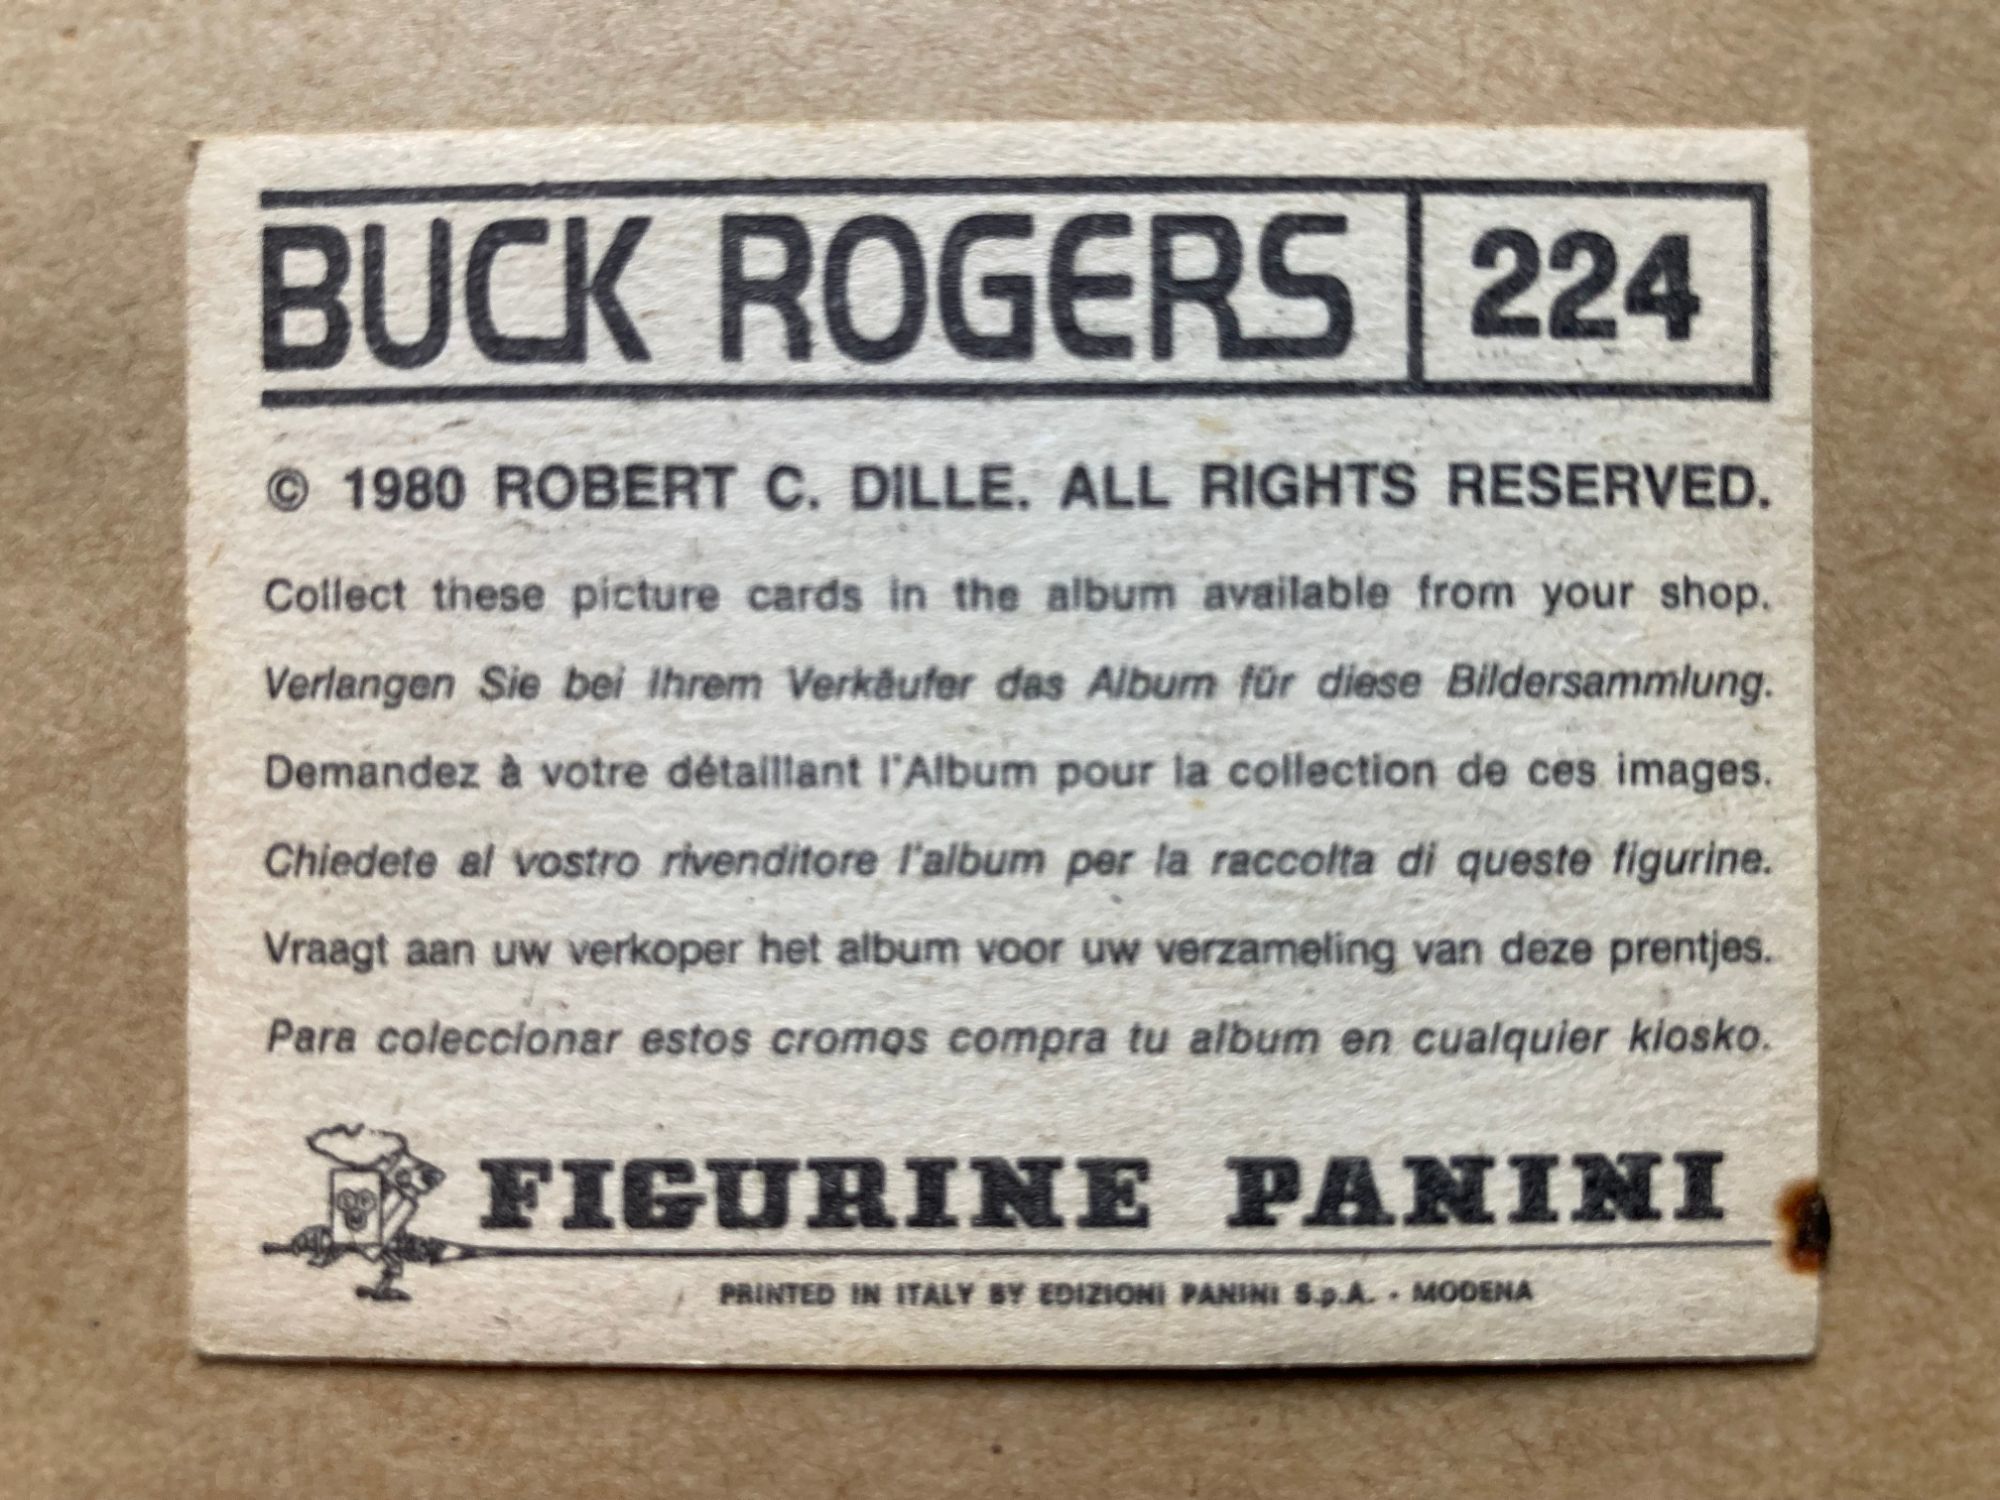 BUCK ROGERS 224
© 1980 ROBERT C. DILLE. ALL RIGHTS RESERVED.
Collect these picture cards in the album available from your shop.
Verlangen Sie bei Ihrem Verkäufer das Album für diese Bildersammlung.
Demandez à votre détaillant l'Album pour la collection de ces images.
Chiedete al vostro rivenditore l'album per la raccolta di queste figurine.
Vraagt aan uw verkoper het album voor uw verzameling van deze prentjes.
Para coleccionar estos cromos compra tu album en cualquier kiosko.
FIGURINE PANINI
PRINTED IN ITALY BY EDIZIONI PANINI S.p.A. - MODENA